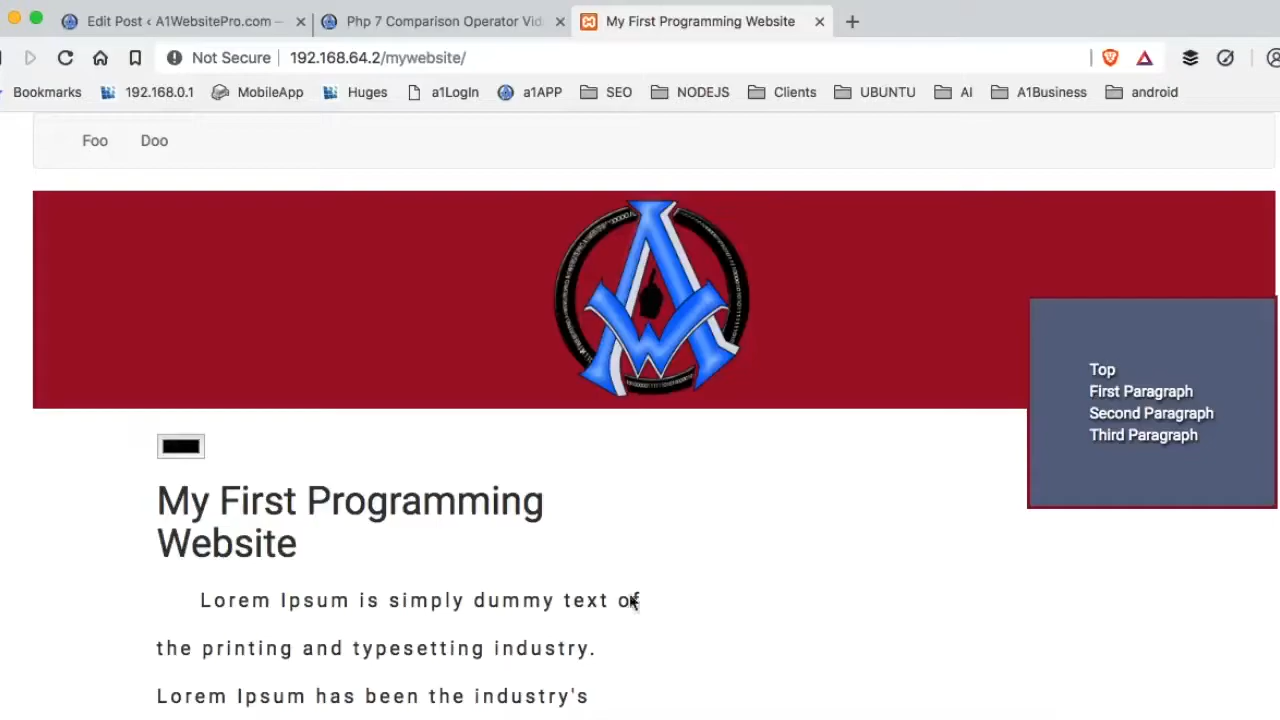 Edit Post ‹ A1WebsitePro.com —
Php 7 Comparison Operator Vid
My First Programming Website
Not Secure
192.168.64.2/mywebsite/
Bookmarks
192.168.0.1
MobileApp
Huges
a1LogIn
a1APP
SEO
NODEJS
Clients
UBUNTU
AI
A1Business
android
Foo
Doo
Top
First Paragraph
Second Paragraph
Third Paragraph
My First Programming
Website
Lorem Ipsum is simply dummy text of
the printing and typesetting industry.
Lorem Ipsum has been the industry's